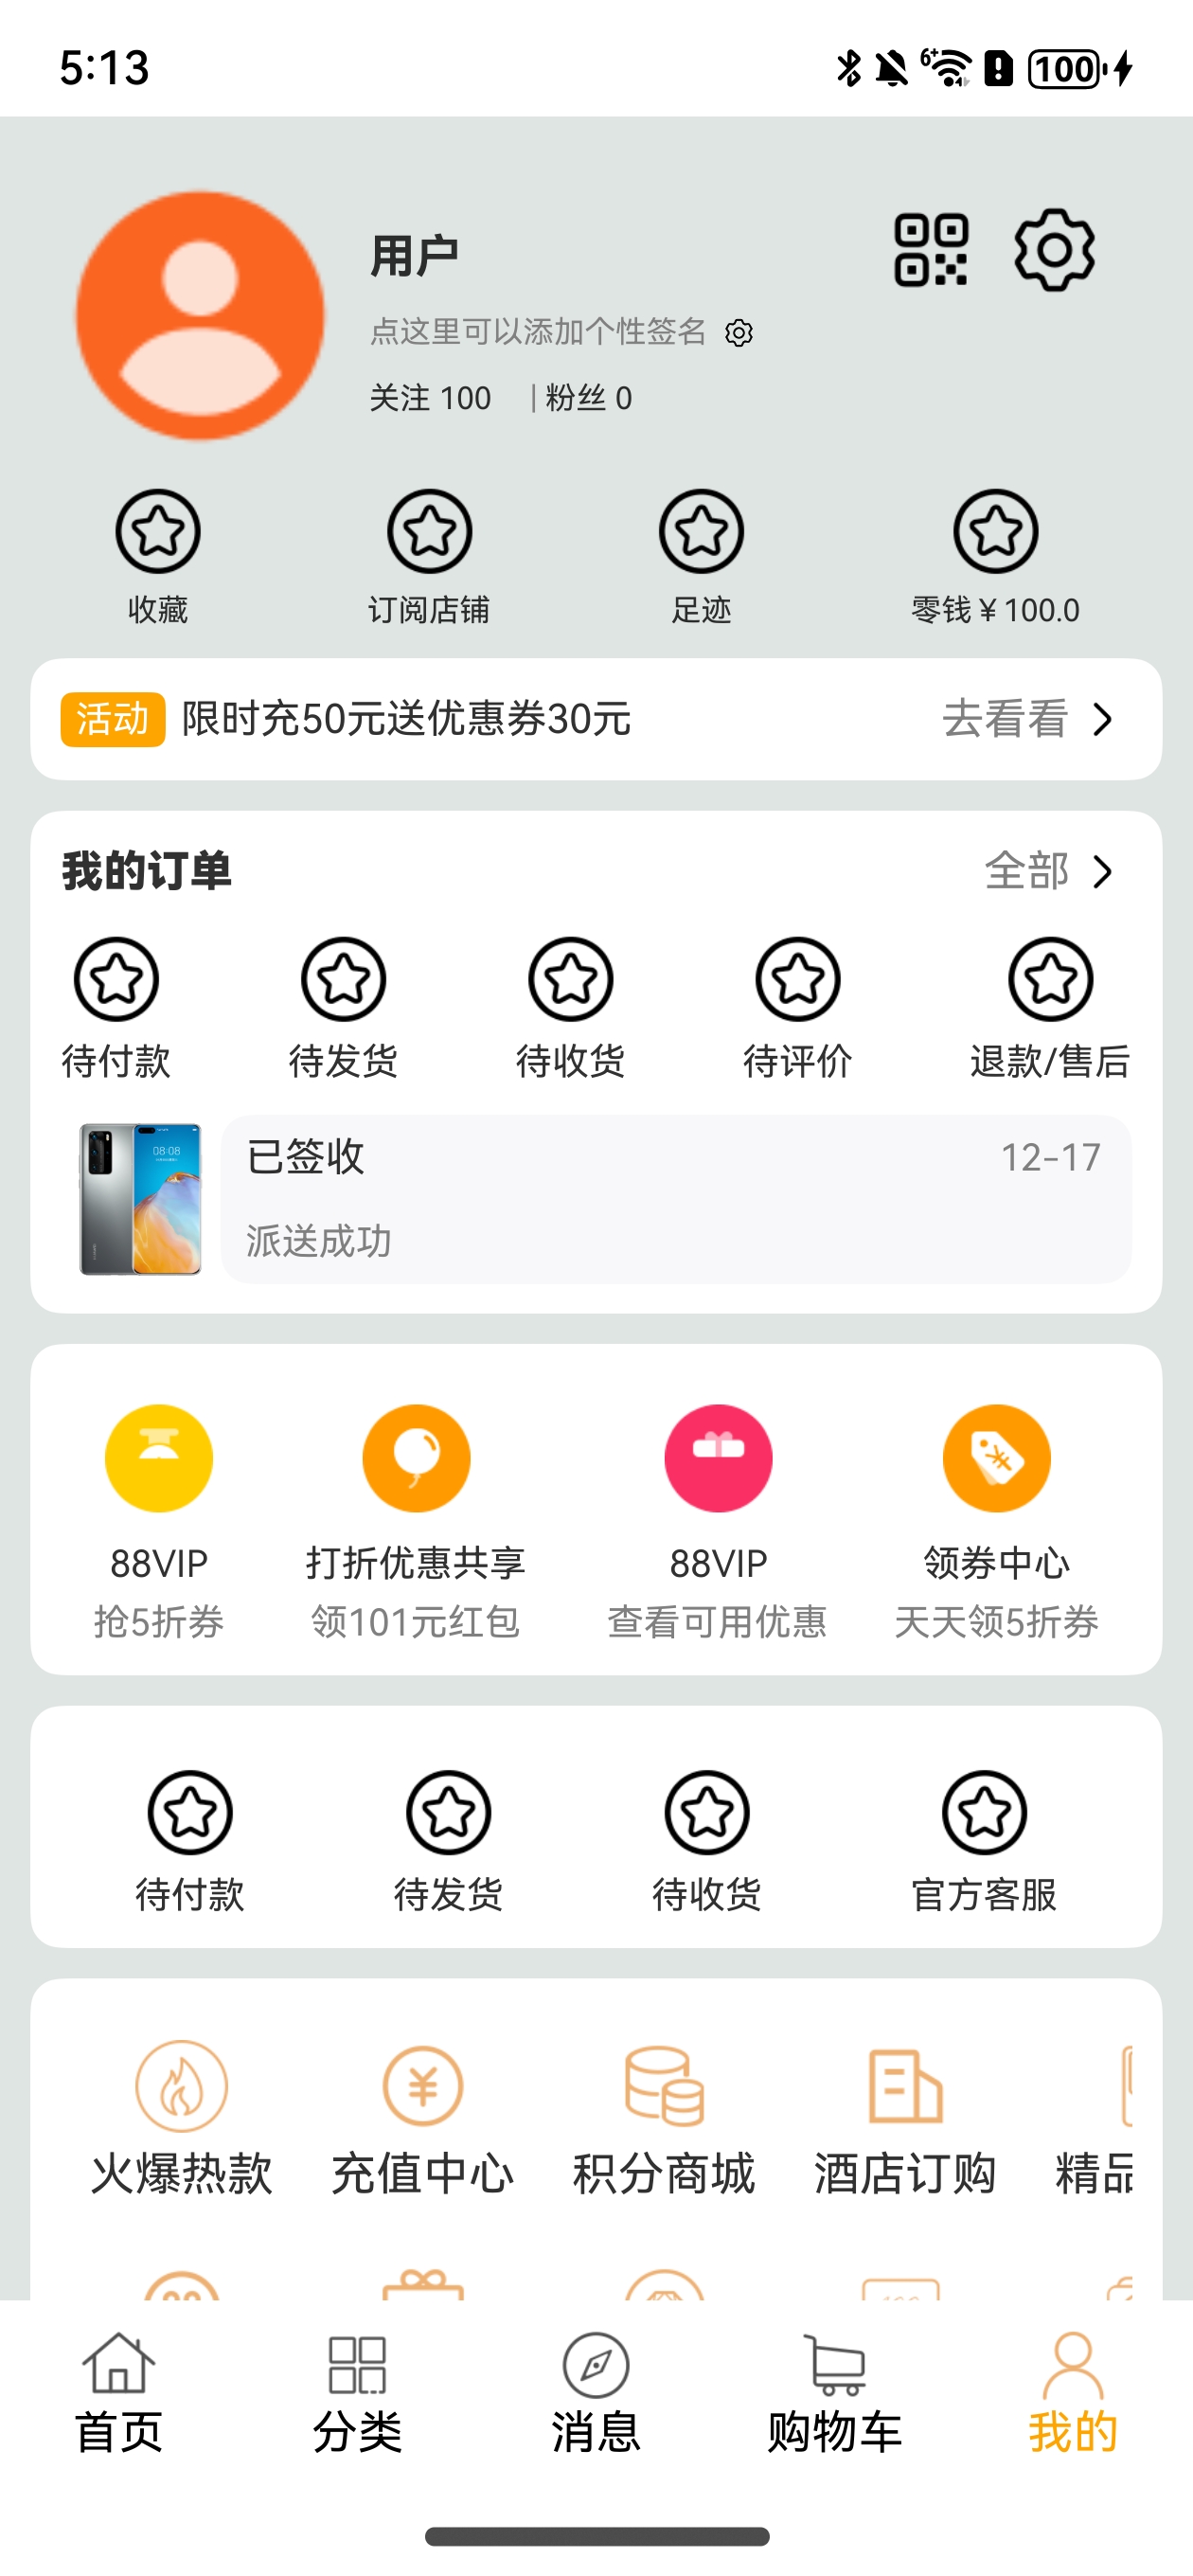 5:13
6+
100
用户
点这里可以添加个性签名
关注 100 | 粉丝 0
收藏 订阅店铺 足迹 零钱 ¥ 100.0
活动 限时充50元送优惠券30元 去看看
我的订单 全部
待付款 待发货 待收货 待评价 退款/售后
08:08
已签收 12-17
派送成功
88VIP 打折优惠共享 88VIP 领券中心
抢5折券 领101元红包 查看可用优惠 天天领5折券
待付款 待发货 待收货 官方客服
火爆热款 充值中心 积分商城 酒店订购 精品
首页 分类 消息 购物车 我的